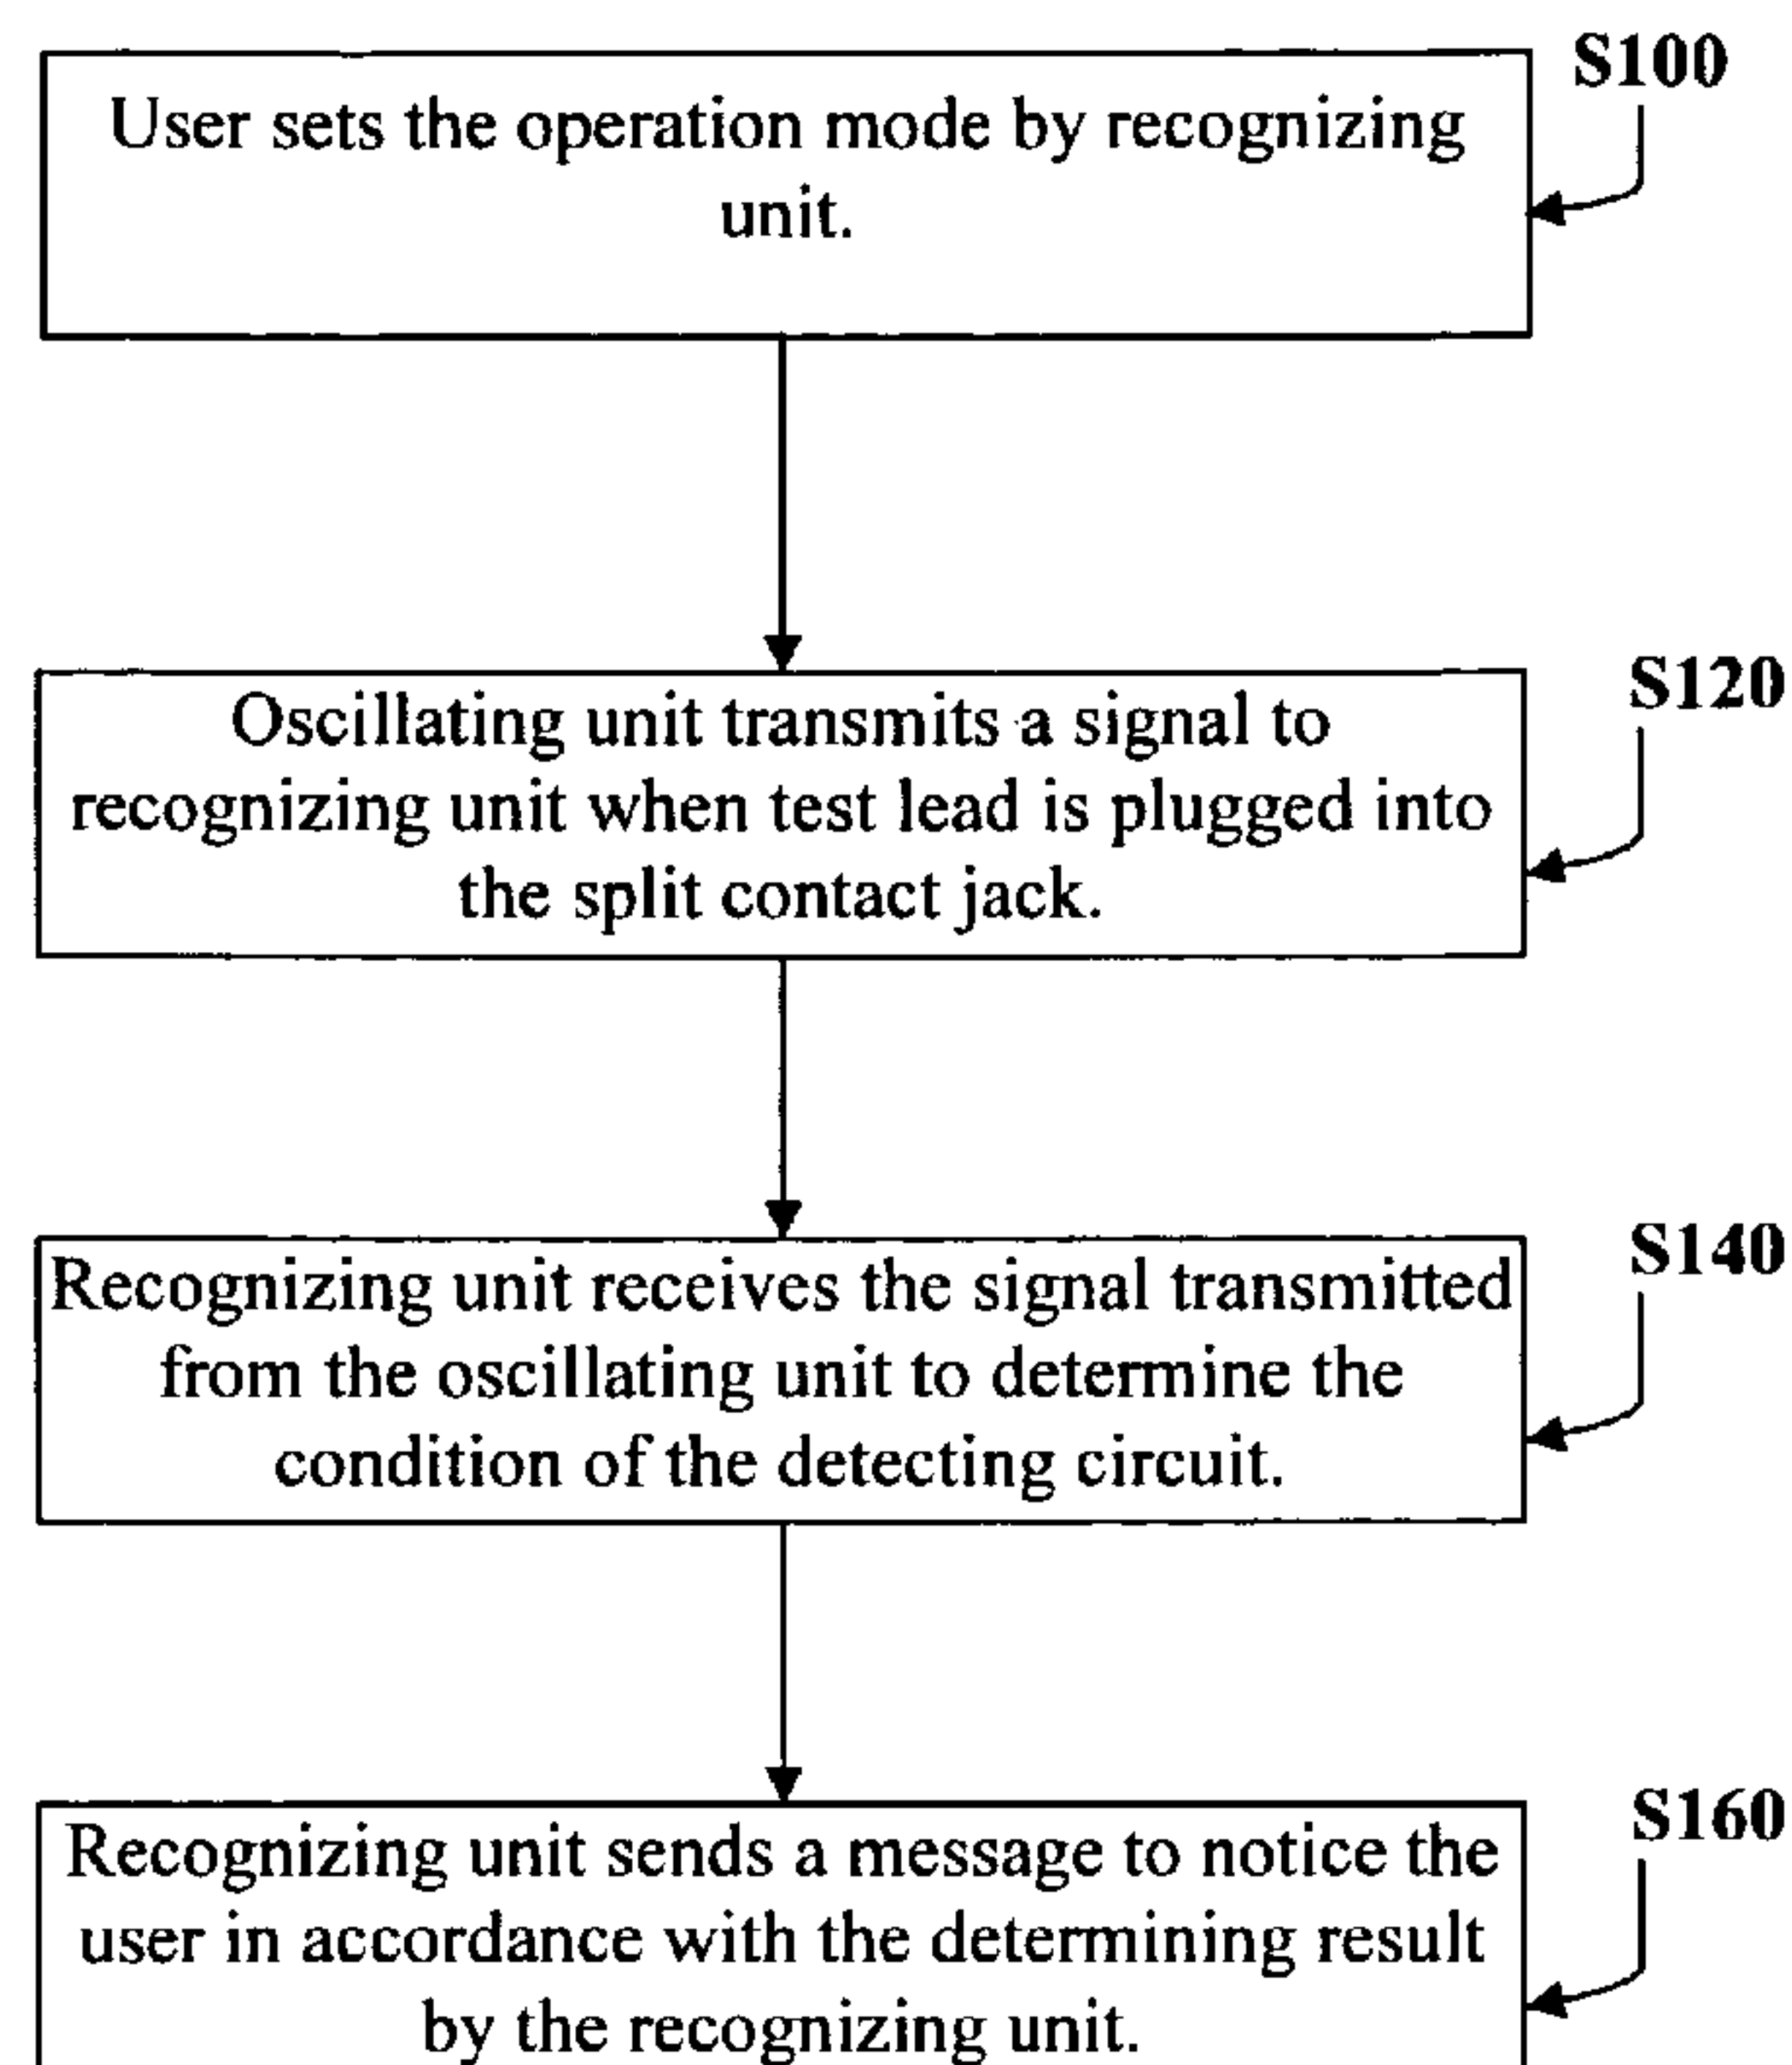 S100
User sets the operation mode by recognizing
unit.
S120
Oscillating unit transmits a signal to
recognizing unit when test lead is plugged into
the split contact jack.
S140
Recognizing unit receives the signal transmitted
from the oscillating unit to determine the
condition of the detecting circuit.
S160
Recognizing unit sends a message to notice the
user in accordance with the determining result
by the recognizing unit.